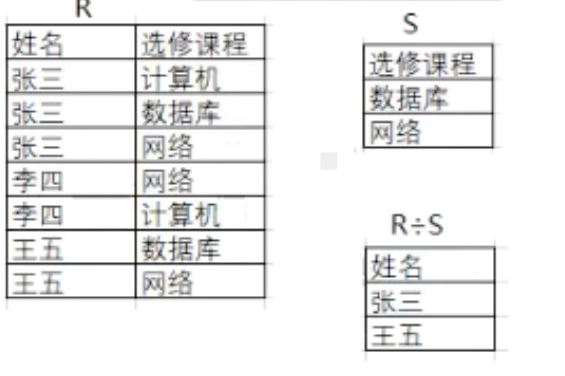 R
姓名 选修课程
张三 计算机
张三 数据库
张三 网络
李四 网络
李四 计算机
王五 数据库
王五 网络
S
选修课程
数据库
网络
R÷S
姓名
张三
王五